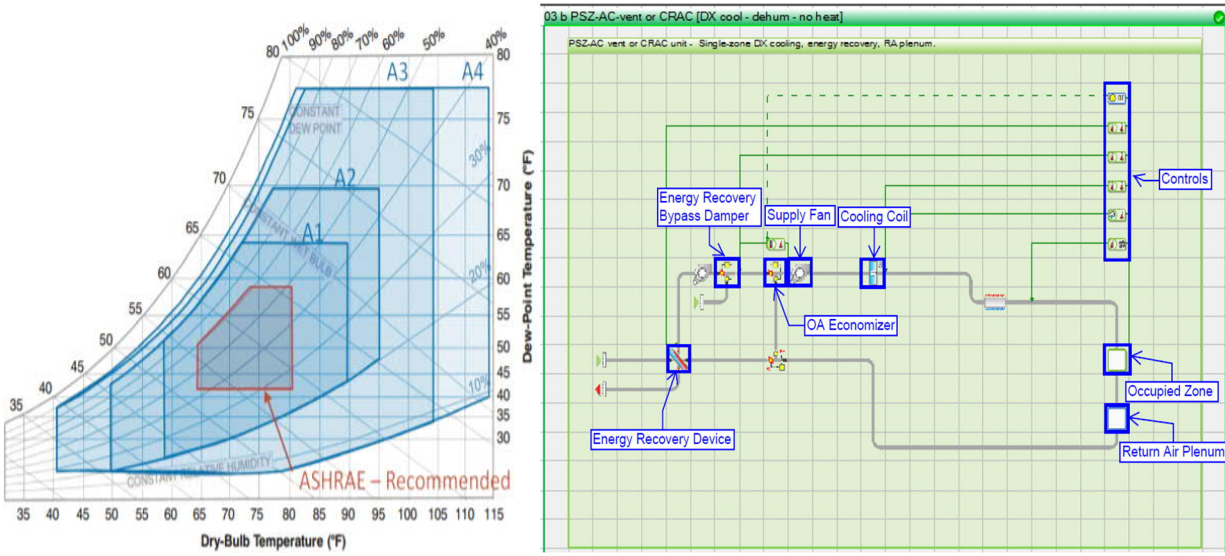 80 100% 90% 80% 70% 60% 50% 40%
80
A3
A4
CONSTANT
DEW POINT
75
75
30%
70
70
A2
CONSTANT WET BULB
65
65
A1
60
60
20%
55
55
50
50
45
45
10%
40
40
35
35
30
CONSTANT RELATIVE HUMIDITY
ASHRAE – Recommended
35 40 45 50 55 60 65 70 75 80 85 90 95 100 105 110 115
Dry-Bulb Temperature (°F)
Dew-Point Temperature (°F)
03 b PSZ-AC-vent or CRAC [DX cool - dehum - no heat]
PSZ-AC vent or CRAC unit - Single-zone DX cooling, energy recovery, RA plenum.
Controls
Energy Recovery
Bypass Damper
Supply Fan
Cooling Coil
OA Economizer
Occupied Zone
Energy Recovery Device
Return Air Plenum